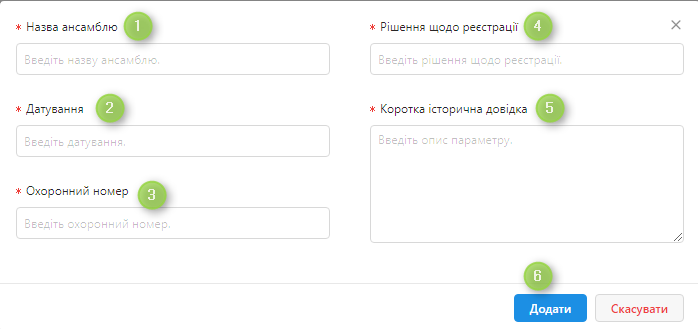 * Назва ансамблю 1
Введіть назву ансамблю.
* Датування 2
Введіть датування.
* Охоронний номер 3
Введіть охоронний номер.
* Рішення щодо реєстрації 4
Введіть рішення щодо реєстрації.
* Коротка історична довідка 5
Введіть опис параметру.
6
Додати
Скасувати